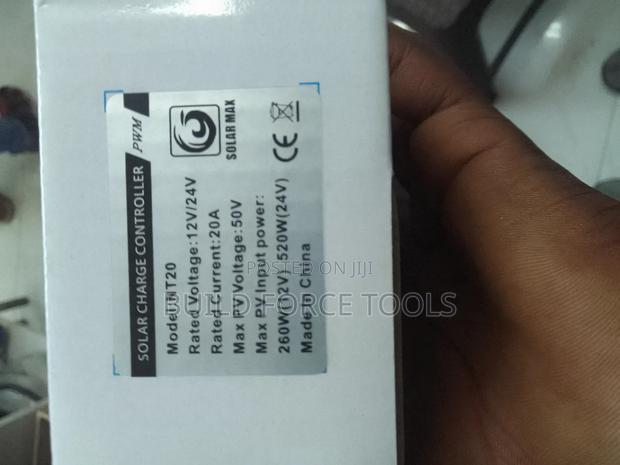 SOLAR CHARGE CONTROLLER PWM
Rated Voltage:12V/24V
Rated Current:20A
Max PV Voltage:50V
Max PV Input power:
260W(12V) 520W(24V)
Made In China
SOLAR MAX
CE
POSTED ON JIJI
BUILD FORCE TOOLS